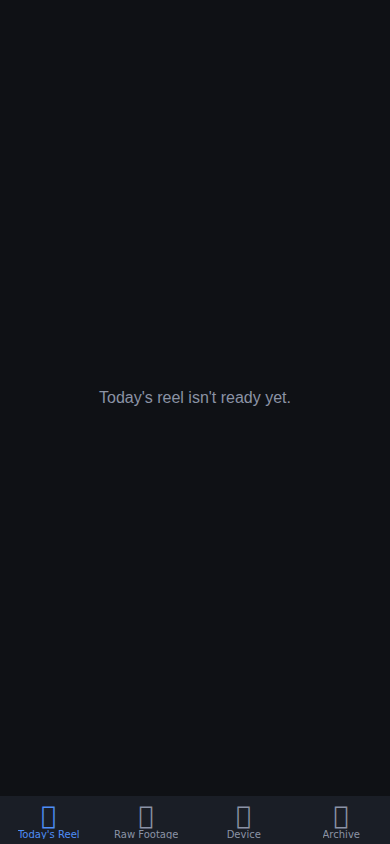 Today's reel isn't ready yet.
Today's Reel
Raw Footage
Device
Archive